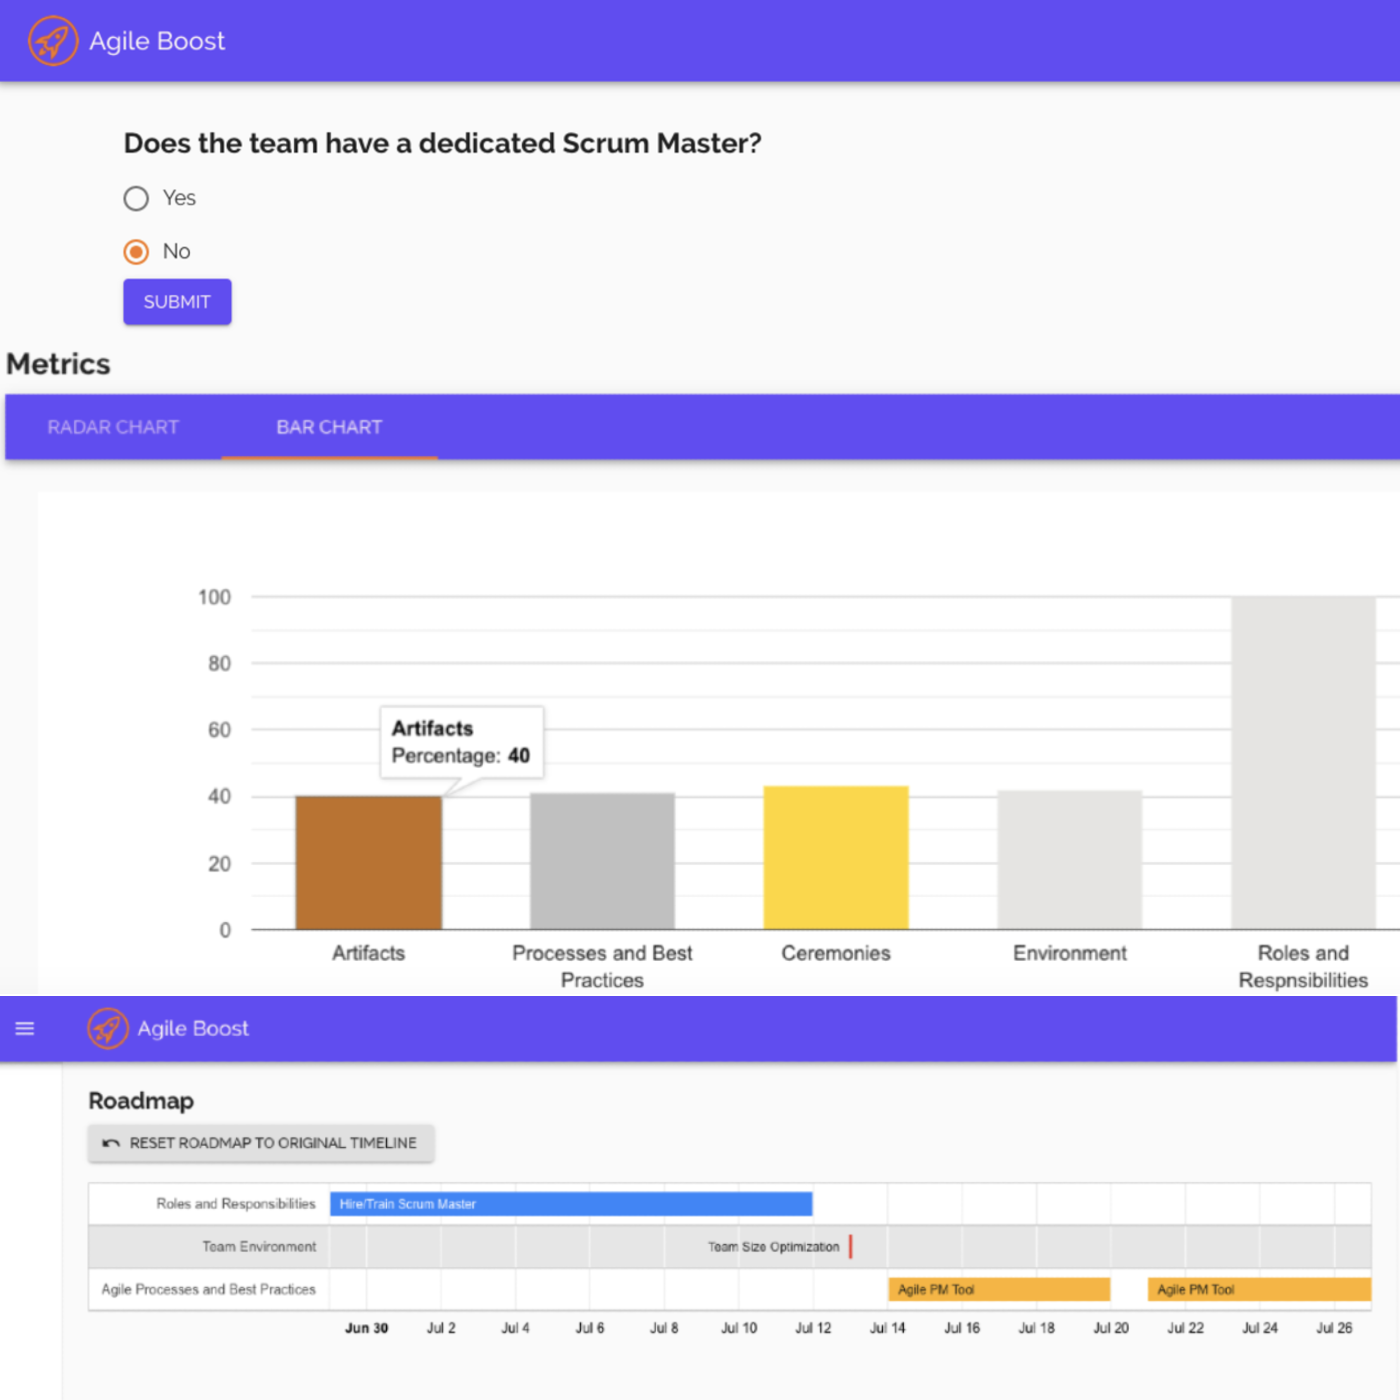 Agile Boost
Does the team have a dedicated Scrum Master?
Yes
No
SUBMIT
Metrics
RADAR CHART BAR CHART
100
80
60
40
20
0
Artifacts
Percentage: 40
Artifacts
Processes and Best
Practices
Ceremonies
Environment
Roles and
Respnsibilities
Agile Boost
Roadmap
RESET ROADMAP TO ORIGINAL TIMELINE
Roles and Responsibilities Hire/Train Scrum Master
Team Environment Team Size Optimization
Agile Processes and Best Practices Agile PM Tool Agile PM Tool
Jun 30 Jul 2 Jul 4 Jul 6 Jul 8 Jul 10 Jul 12 Jul 14 Jul 16 Jul 18 Jul 20 Jul 22 Jul 24 Jul 26